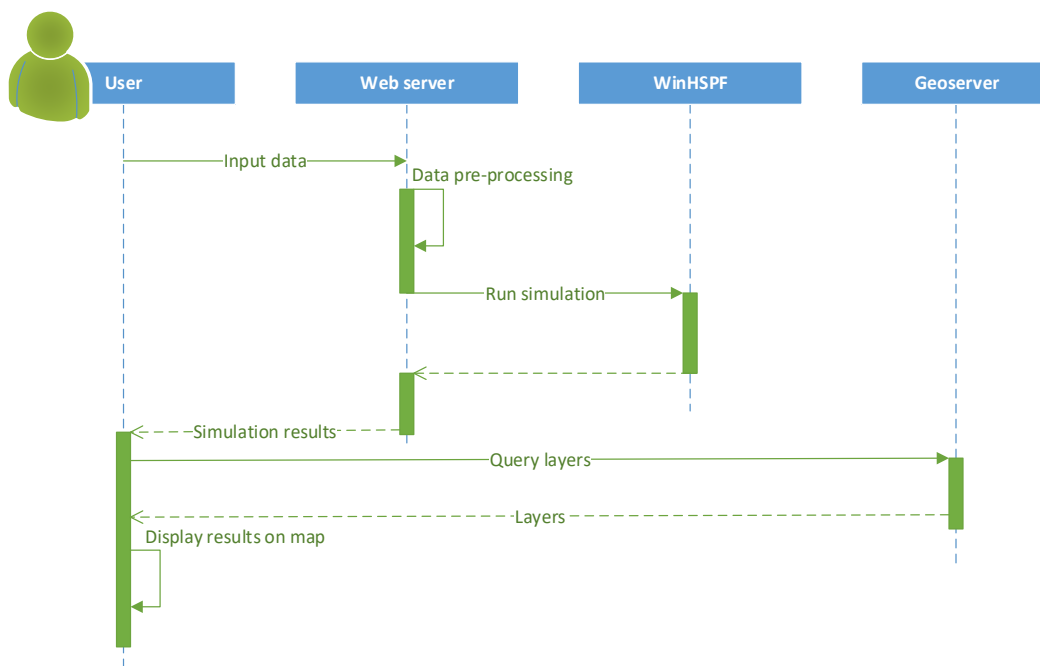 User
Web server
WinHSPF
Geoserver
Input data
Data pre-processing
Run simulation
Simulation results
Query layers
Layers
Display results on map